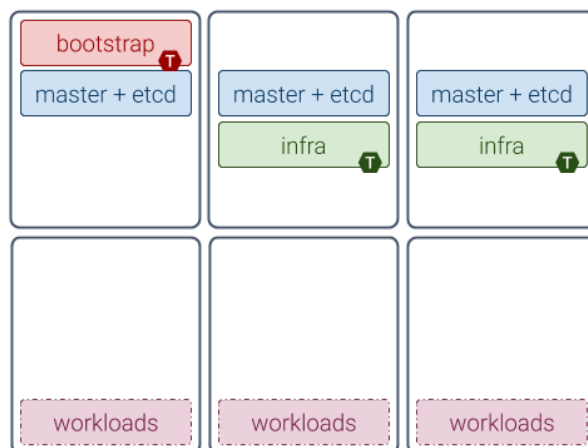 bootstrap
T
master + etcd
master + etcd
master + etcd
infra
T
infra
T
workloads
workloads
workloads